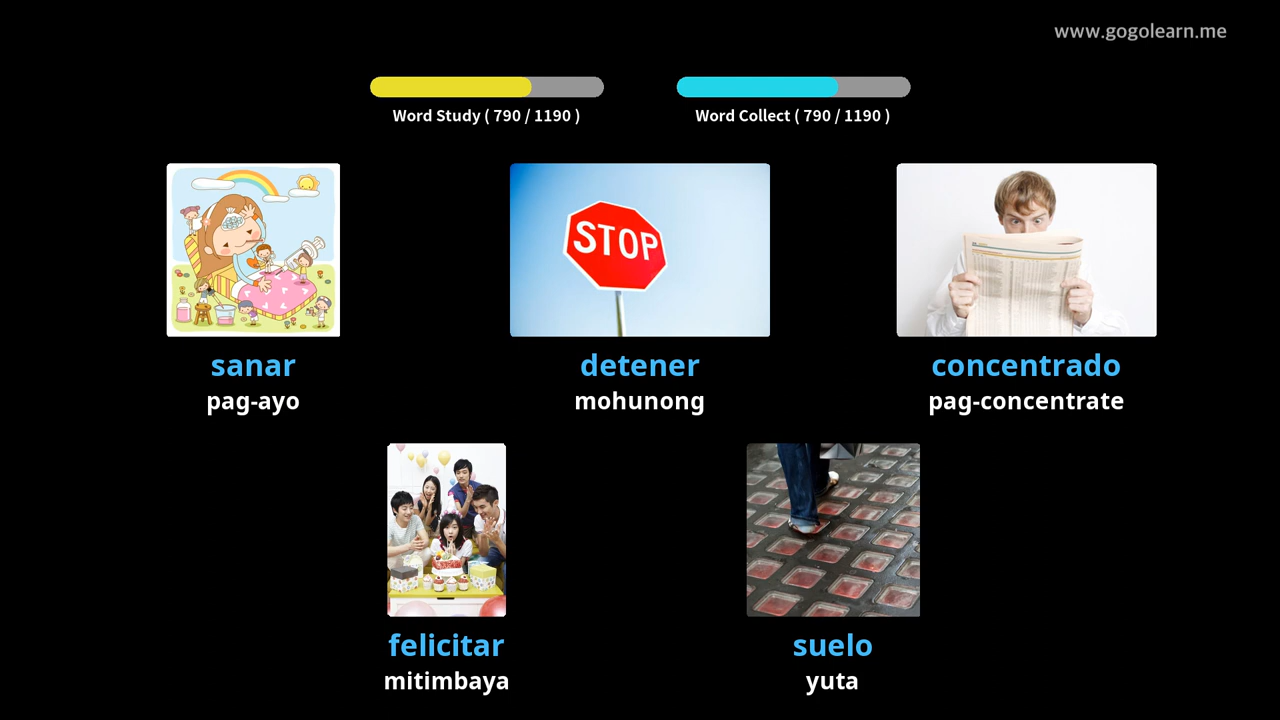 www.gogolearn.me
Word Study ( 790 / 1190 )
Word Collect ( 790 / 1190 )
STOP
sanar
pag-ayo
detener
mohunong
concentrado
pag-concentrate
felicitar
mitimbaya
suelo
yuta